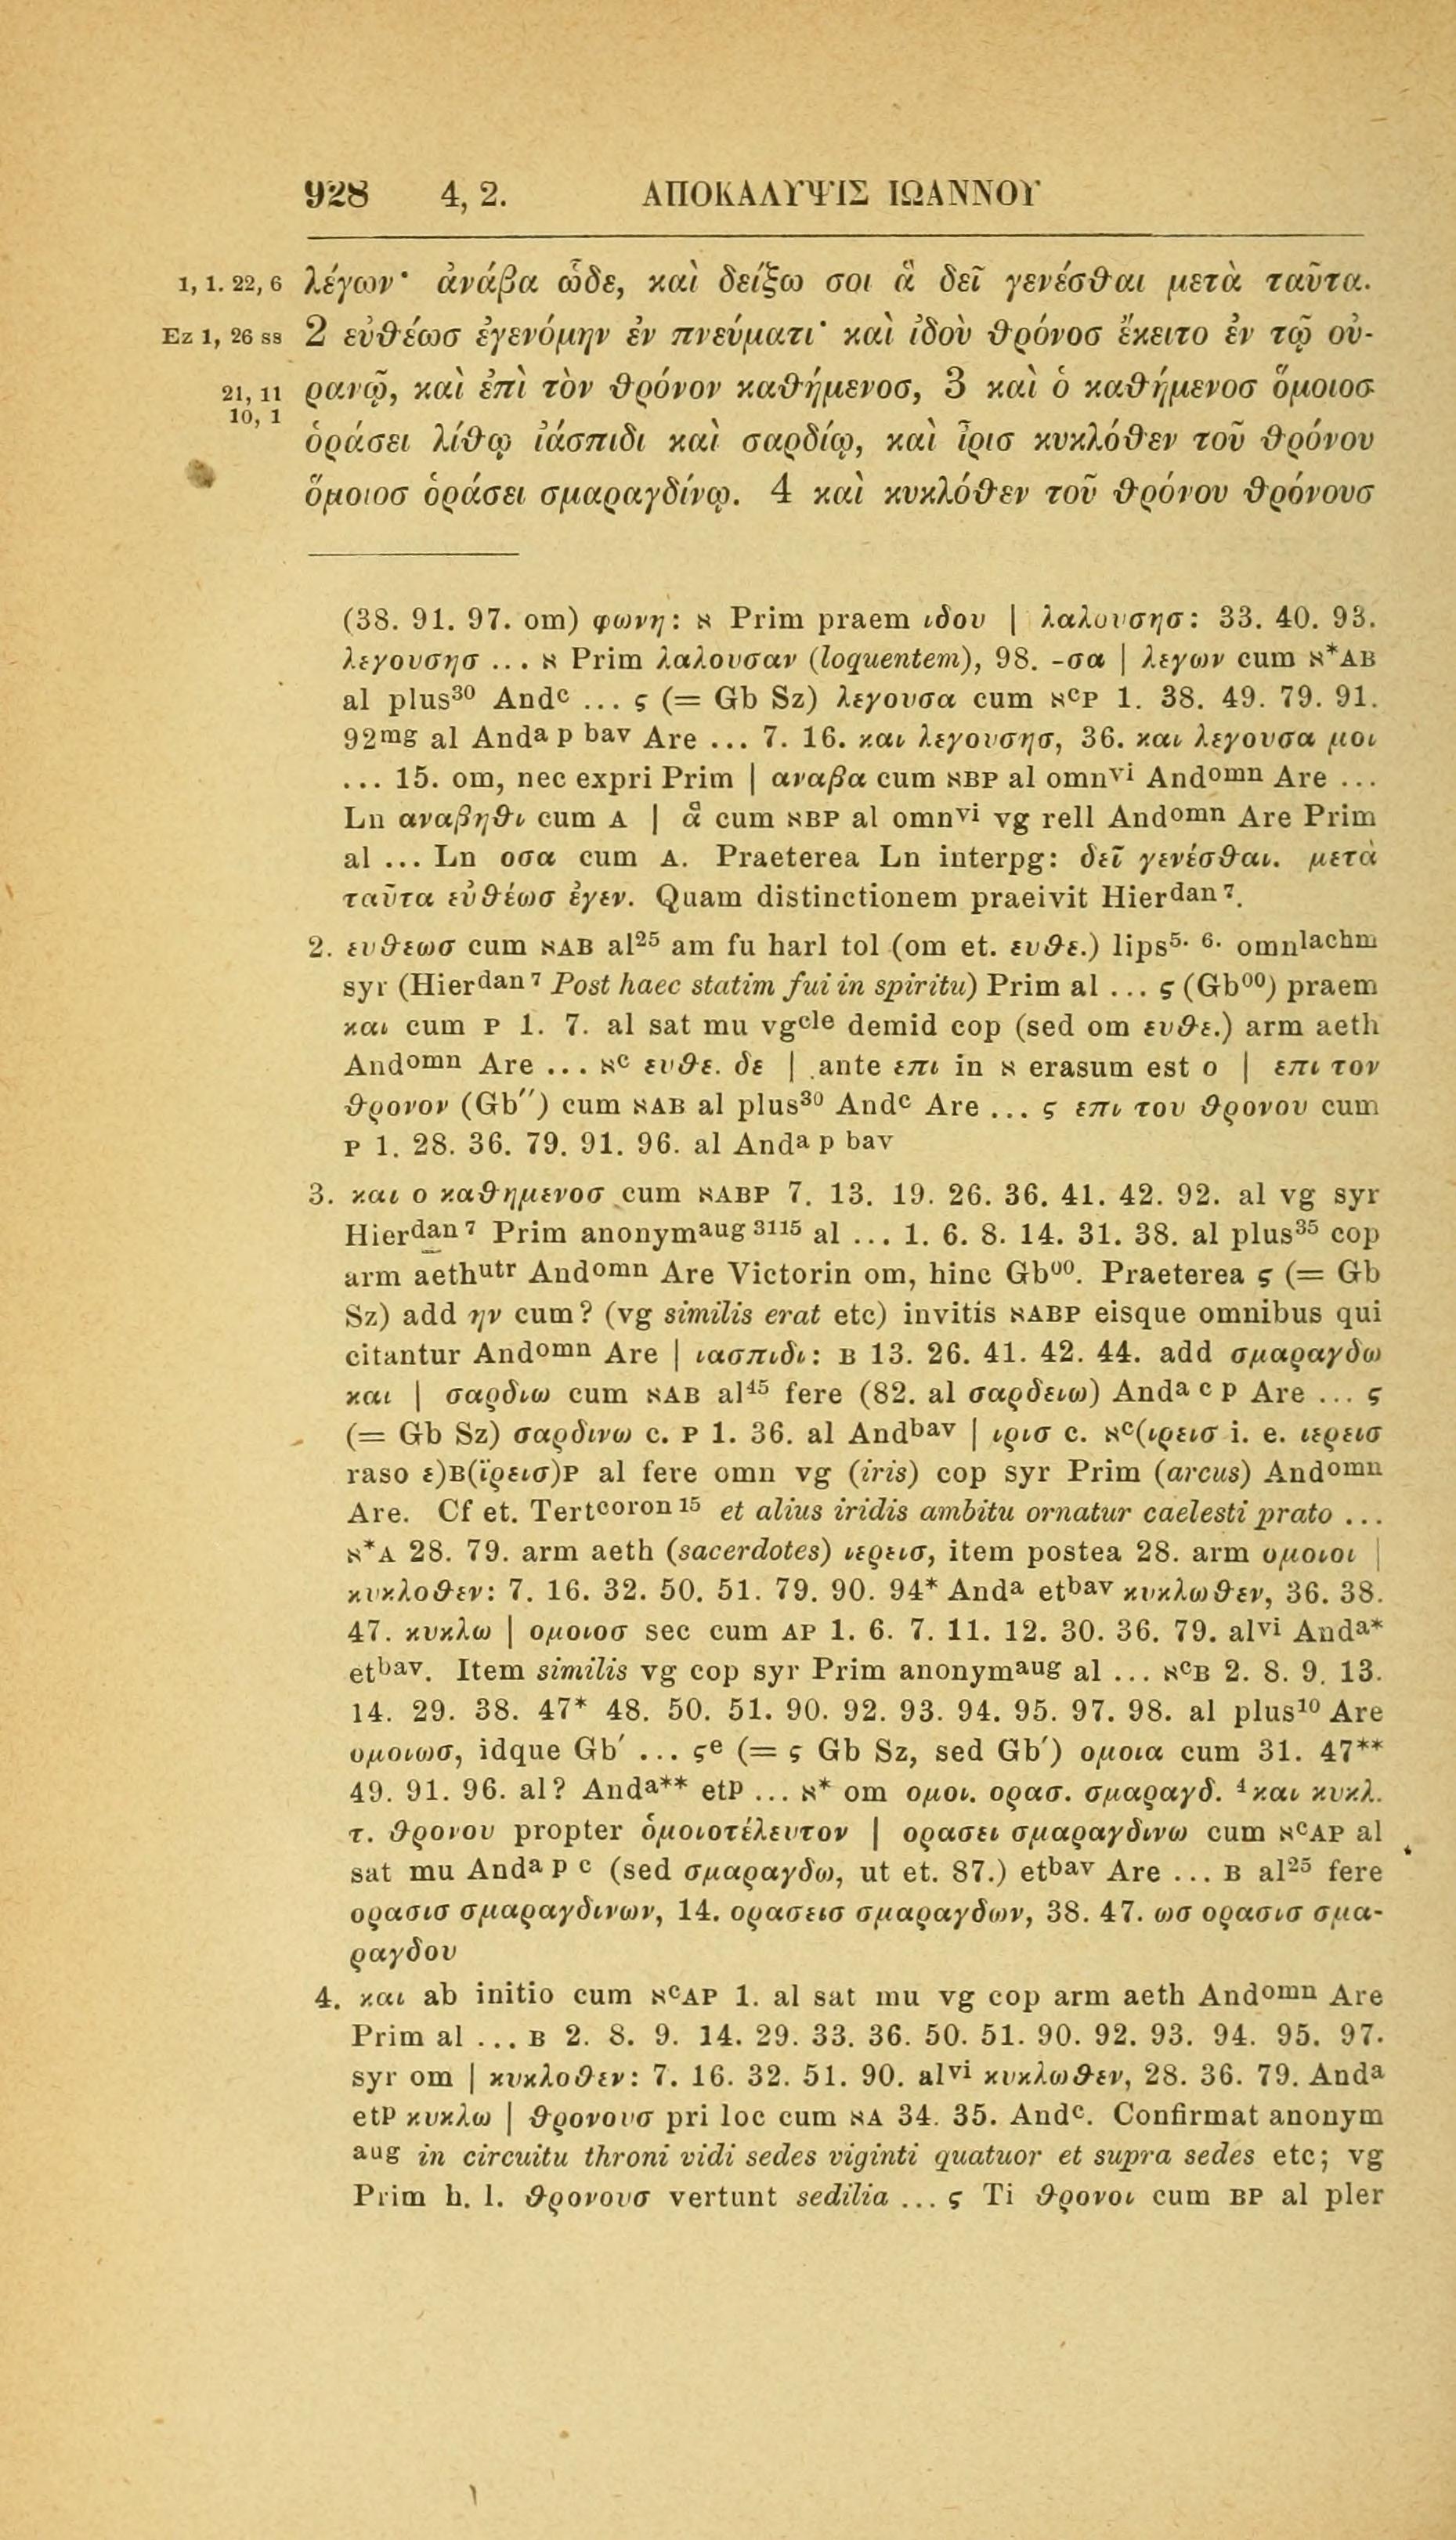 928 4, 2. ΑΠΟΚΑΛΥΨΙΣ ΙΩΑΝΝΟΥ
1, 1. 22, 6 λέγων· ἀνάβα ὧδε, καὶ δείξω σοι ἃ δεῖ γενέσθαι μετὰ ταῦτα.
Ez 1, 26 ss 2 εὐθέωσ ἐγενόμην ἐν πνεύματι· καὶ ἰδοὺ θρόνοσ ἔκειτο ἐν τῷ οὐ-
21, 11 ρανῷ, καὶ ἐπὶ τὸν θρόνον καθήμενοσ, 3 καὶ ὁ καθήμενοσ ὅμοιοσ
10, 1
ὁράσει λίθῳ ἰάσπιδι καὶ σαρδίῳ, καὶ ἶρισ κυκλόθεν τοῦ θρόνου
ὅμοιοσ ὁράσει σμαραγδίνῳ. 4 καὶ κυκλόθεν τοῦ θρόνου θρόνουσ
(38. 91. 97. om) φωνη: א Prim praem ιδου | λαλουσησ: 33. 40. 93.
λεγουσησ ... א Prim λαλουσαν (loquentem), 98. -σα | λεγων cum א*AB
al plus³⁰ Andᶜ ... ς (= Gb Sz) λεγουσα cum אᶜP 1. 38. 49. 79. 91.
92ᵐᵍ al Andᵃ ᵖ ᵇᵃᵛ Are ... 7. 16. και λεγουσησ, 36. και λεγουσα μοι
... 15. om, nec expri Prim | αναβα cum אBP al omnᵛⁱ Andᵒᵐⁿ Are ...
Ln αναβηθι cum A | ἃ cum אBP al omnᵛⁱ vg rell Andᵒᵐⁿ Are Prim
al ... Ln οσα cum A. Praeterea Ln interpg: δεῖ γενέσθαι. μετὰ
ταῦτα εὐθέωσ ἐγεν. Quam distinctionem praeivit Hierᵈᵃⁿ ⁷.
2. ευθεωσ cum אAB al²⁵ am fu harl tol (om et. ευθε.) lips⁵· ⁶· omnˡᵃᶜʰᵐ
syr (Hierᵈᵃⁿ ⁷ Post haec statim fui in spiritu) Prim al ... ς (Gb⁰⁰) praem
και cum P 1. 7. al sat mu vgᶜˡᵉ demid cop (sed om ευθε.) arm aeth
Andᵒᵐⁿ Are ... אᶜ ευθε. δε | ante επι in א erasum est ο | επι τον
θρονον (Gb″) cum אAB al plus³⁰ Andᶜ Are ... ς επι του θρονου cum
P 1. 28. 36. 79. 91. 96. al Andᵃ ᵖ ᵇᵃᵛ
3. και ο καθημενοσ cum אABP 7. 13. 19. 26. 36. 41. 42. 92. al vg syr
Hierᵈᵃⁿ ⁷ Prim anonymᵃᵘᵍ ³¹¹⁵ al ... 1. 6. 8. 14. 31. 38. al plus³⁵ cop
arm aethᵘᵗʳ Andᵒᵐⁿ Are Victorin om, hinc Gb⁰⁰. Praeterea ς (= Gb
Sz) add ην cum? (vg similis erat etc) invitis אABP eisque omnibus qui
citantur Andᵒᵐⁿ Are | ιασπιδι: B 13. 26. 41. 42. 44. add σμαραγδω
και | σαρδιω cum אAB al⁴⁵ fere (82. al σαρδειω) Andᵃ ᶜ ᵖ Are ... ς
(= Gb Sz) σαρδινω c. P 1. 36. al Andᵇᵃᵛ | ιρισ c. אᶜ(ιρεισ i. e. ιερεισ
raso ε)B(ϊρεισ)P al fere omn vg (iris) cop syr Prim (arcus) Andᵒᵐⁿ
Are. Cf et. Tertᶜᵒʳᵒⁿ ¹⁵ et alius iridis ambitu ornatur caelesti prato ...
א*A 28. 79. arm aeth (sacerdotes) ιερεισ, item postea 28. arm ομοιοι |
κυκλοθεν: 7. 16. 32. 50. 51. 79. 90. 94* Andᵃ etᵇᵃᵛ κυκλωθεν, 36. 38.
47. κυκλω | ομοιοσ sec cum AP 1. 6. 7. 11. 12. 30. 36. 79. alᵛⁱ Andᵃ*
etᵇᵃᵛ. Item similis vg cop syr Prim anonymᵃᵘᵍ al ... אᶜB 2. 8. 9. 13.
14. 29. 38. 47* 48. 50. 51. 90. 92. 93. 94. 95. 97. 98. al plus¹⁰ Are
ομοιωσ, idque Gb′ ... ςᵉ (= ς Gb Sz, sed Gb′) ομοια cum 31. 47**
49. 91. 96. al? Andᵃ** etᵖ ... א* om ομοι. ορασ. σμαραγδ. ⁴και κυκλ.
τ. θρονου propter ὁμοιοτέλευτον | ορασει σμαραγδινω cum אᶜAP al
sat mu Andᵃ ᵖ ᶜ (sed σμαραγδω, ut et. 87.) etᵇᵃᵛ Are ... B al²⁵ fere
ορασισ σμαραγδινων, 14. ορασεισ σμαραγδων, 38. 47. ωσ ορασισ σμα-
ραγδου
4. και ab initio cum אᶜAP 1. al sat mu vg cop arm aeth Andᵒᵐⁿ Are
Prim al ... B 2. 8. 9. 14. 29. 33. 36. 50. 51. 90. 92. 93. 94. 95. 97.
syr om | κυκλοθεν: 7. 16. 32. 51. 90. alᵛⁱ κυκλωθεν, 28. 36. 79. Andᵃ
etᵖ κυκλω | θρονουσ pri loc cum אA 34. 35. Andᶜ. Confirmat anonym
ᵃᵘᵍ in circuitu throni vidi sedes viginti quatuor et supra sedes etc; vg
Prim h. l. θρονουσ vertunt sedilia ... ς Ti θρονοι cum BP al pler